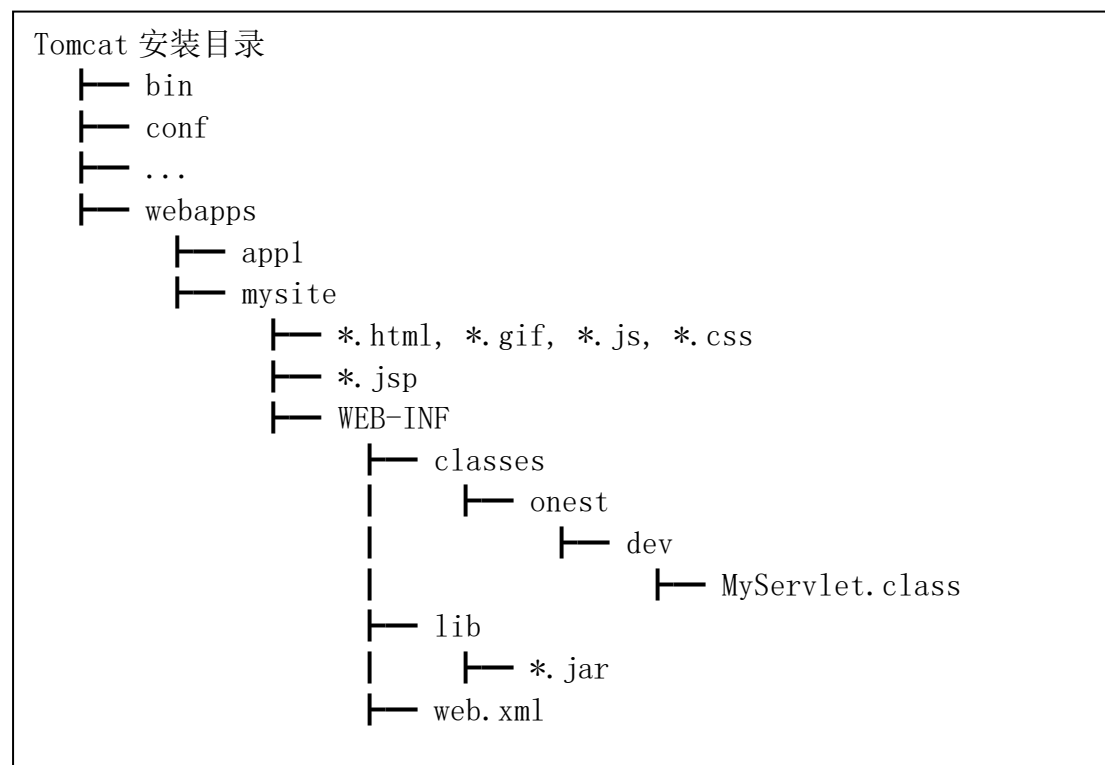 Tomcat 安装目录
bin
conf
...
webapps
app1
mysite
*.html, *.gif, *.js, *.css
*.jsp
WEB-INF
classes
onest
dev
MyServlet.class
lib
*.jar
web.xml